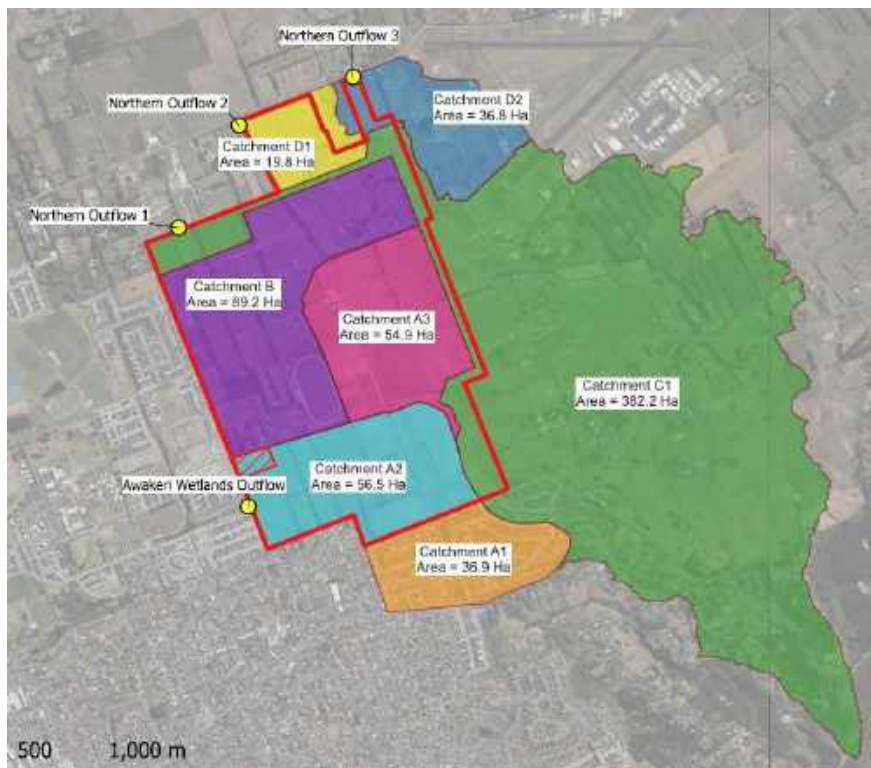 Northern Outflow 3
Northern Outflow 2
Catchment D2
Area = 36.8 Ha
Catchment D1
Area = 19.8 Ha
Northern Outflow 1
Catchment B
Area = 89.2 Ha
Catchment A3
Area = 54.9 Ha
Catchment C1
Area = 382.2 Ha
Catchment A2
Area = 56.5 Ha
Awakeri Wetlands Outflow
Catchment A1
Area = 36.9 Ha
500 1,000 m